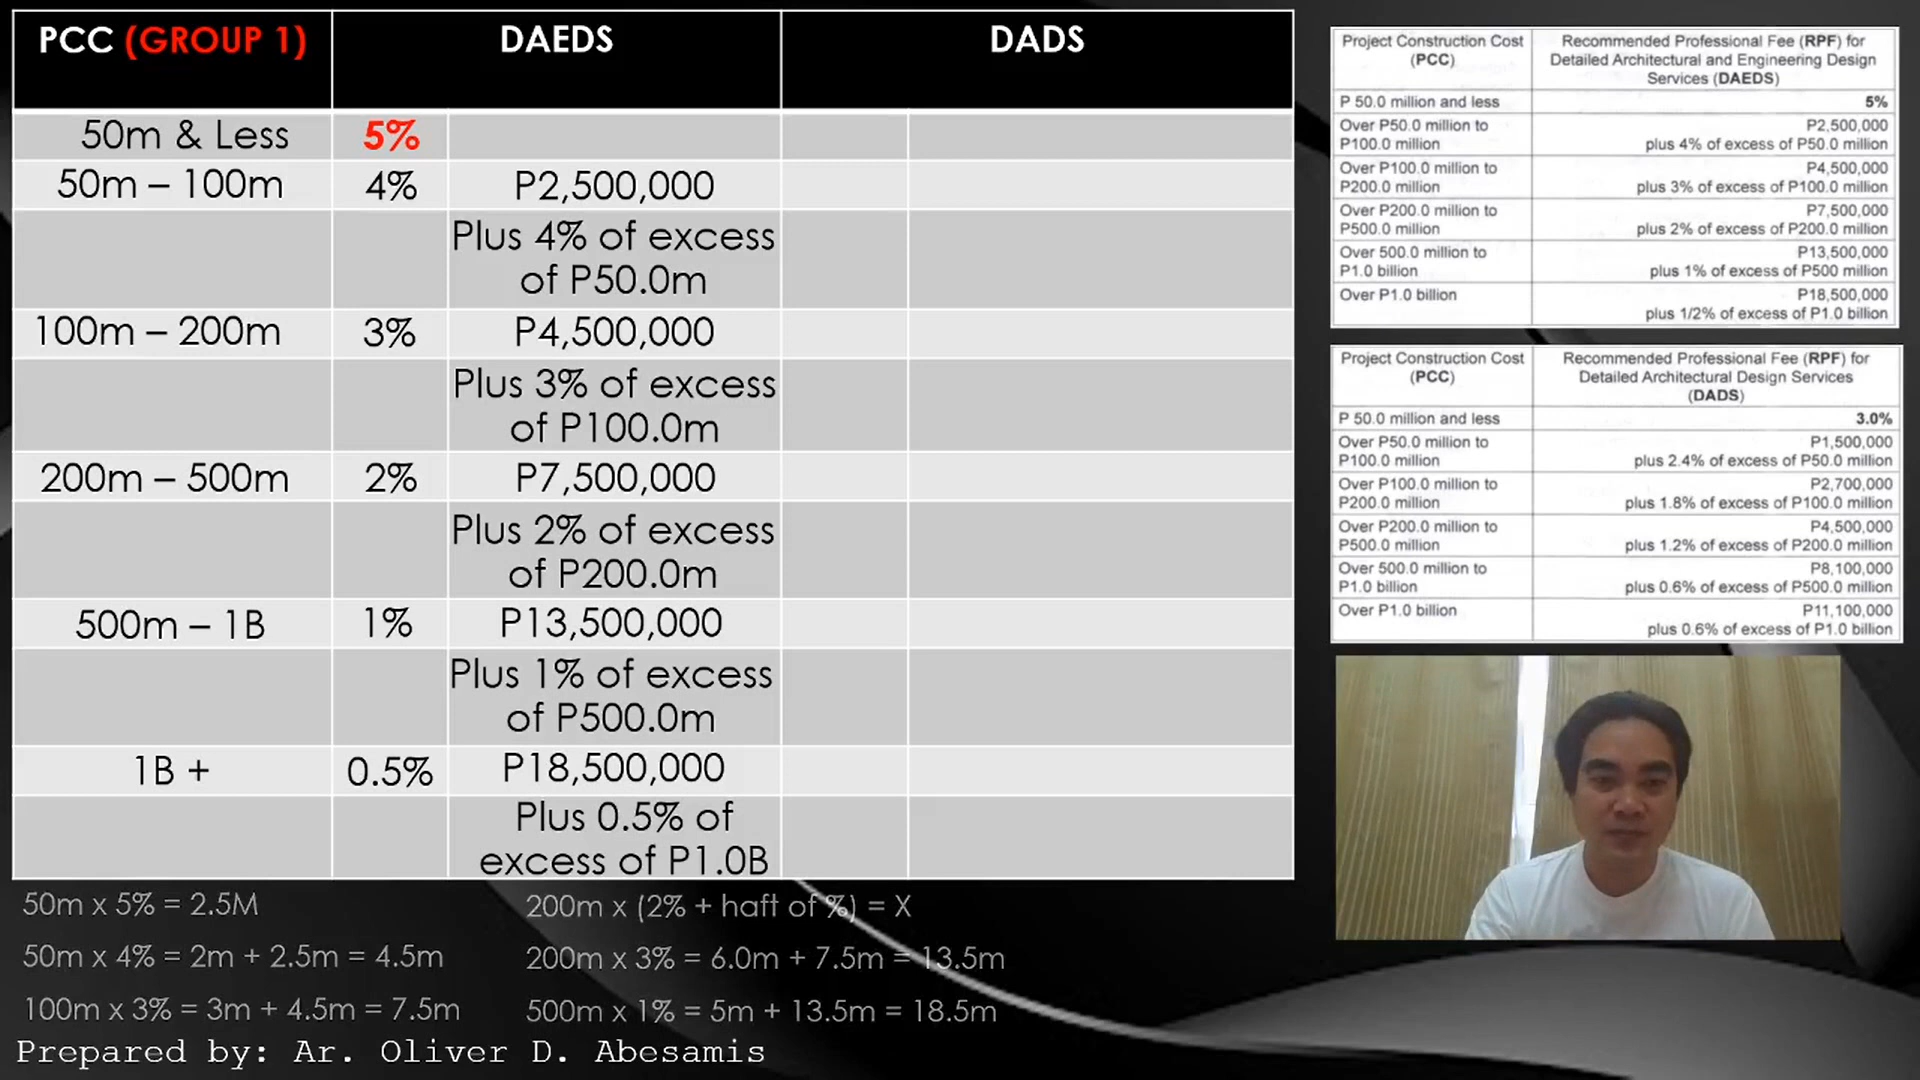 PCC (GROUP 1) DAEDS DADS
50m & Less 5%
50m – 100m 4% P2,500,000
Plus 4% of excess
of P50.0m
100m – 200m 3% P4,500,000
Plus 3% of excess
of P100.0m
200m – 500m 2% P7,500,000
Plus 2% of excess
of P200.0m
500m – 1B 1% P13,500,000
Plus 1% of excess
of P500.0m
1B + 0.5% P18,500,000
Plus 0.5% of
excess of P1.0B
50m x 5% = 2.5M
50m x 4% = 2m + 2.5m = 4.5m
100m x 3% = 3m + 4.5m = 7.5m
200m x (2% + haft of %) = X
200m x 3% = 6.0m + 7.5m = 13.5m
500m x 1% = 5m + 13.5m = 18.5m
Prepared by: Ar. Oliver D. Abesamis
Project Construction Cost
(PCC)
Recommended Professional Fee (RPF) for
Detailed Architectural and Engineering Design
Services (DAEDS)
P 50.0 million and less 5%
Over P50.0 million to
P100.0 million
P2,500,000
plus 4% of excess of P50.0 million
Over P100.0 million to
P200.0 million
P4,500,000
plus 3% of excess of P100.0 million
Over P200.0 million to
P500.0 million
P7,500,000
plus 2% of excess of P200.0 million
Over 500.0 million to
P1.0 billion
P13,500,000
plus 1% of excess of P500 million
Over P1.0 billion
P18,500,000
plus 1/2% of excess of P1.0 billion
Project Construction Cost
(PCC)
Recommended Professional Fee (RPF) for
Detailed Architectural Design Services
(DADS)
P 50.0 million and less 3.0%
Over P50.0 million to
P100.0 million
P1,500,000
plus 2.4% of excess of P50.0 million
Over P100.0 million to
P200.0 million
P2,700,000
plus 1.8% of excess of P100.0 million
Over P200.0 million to
P500.0 million
P4,500,000
plus 1.2% of excess of P200.0 million
Over 500.0 million to
P1.0 billion
P8,100,000
plus 0.6% of excess of P500.0 million
Over P1.0 billion
P11,100,000
plus 0.6% of excess of P1.0 billion